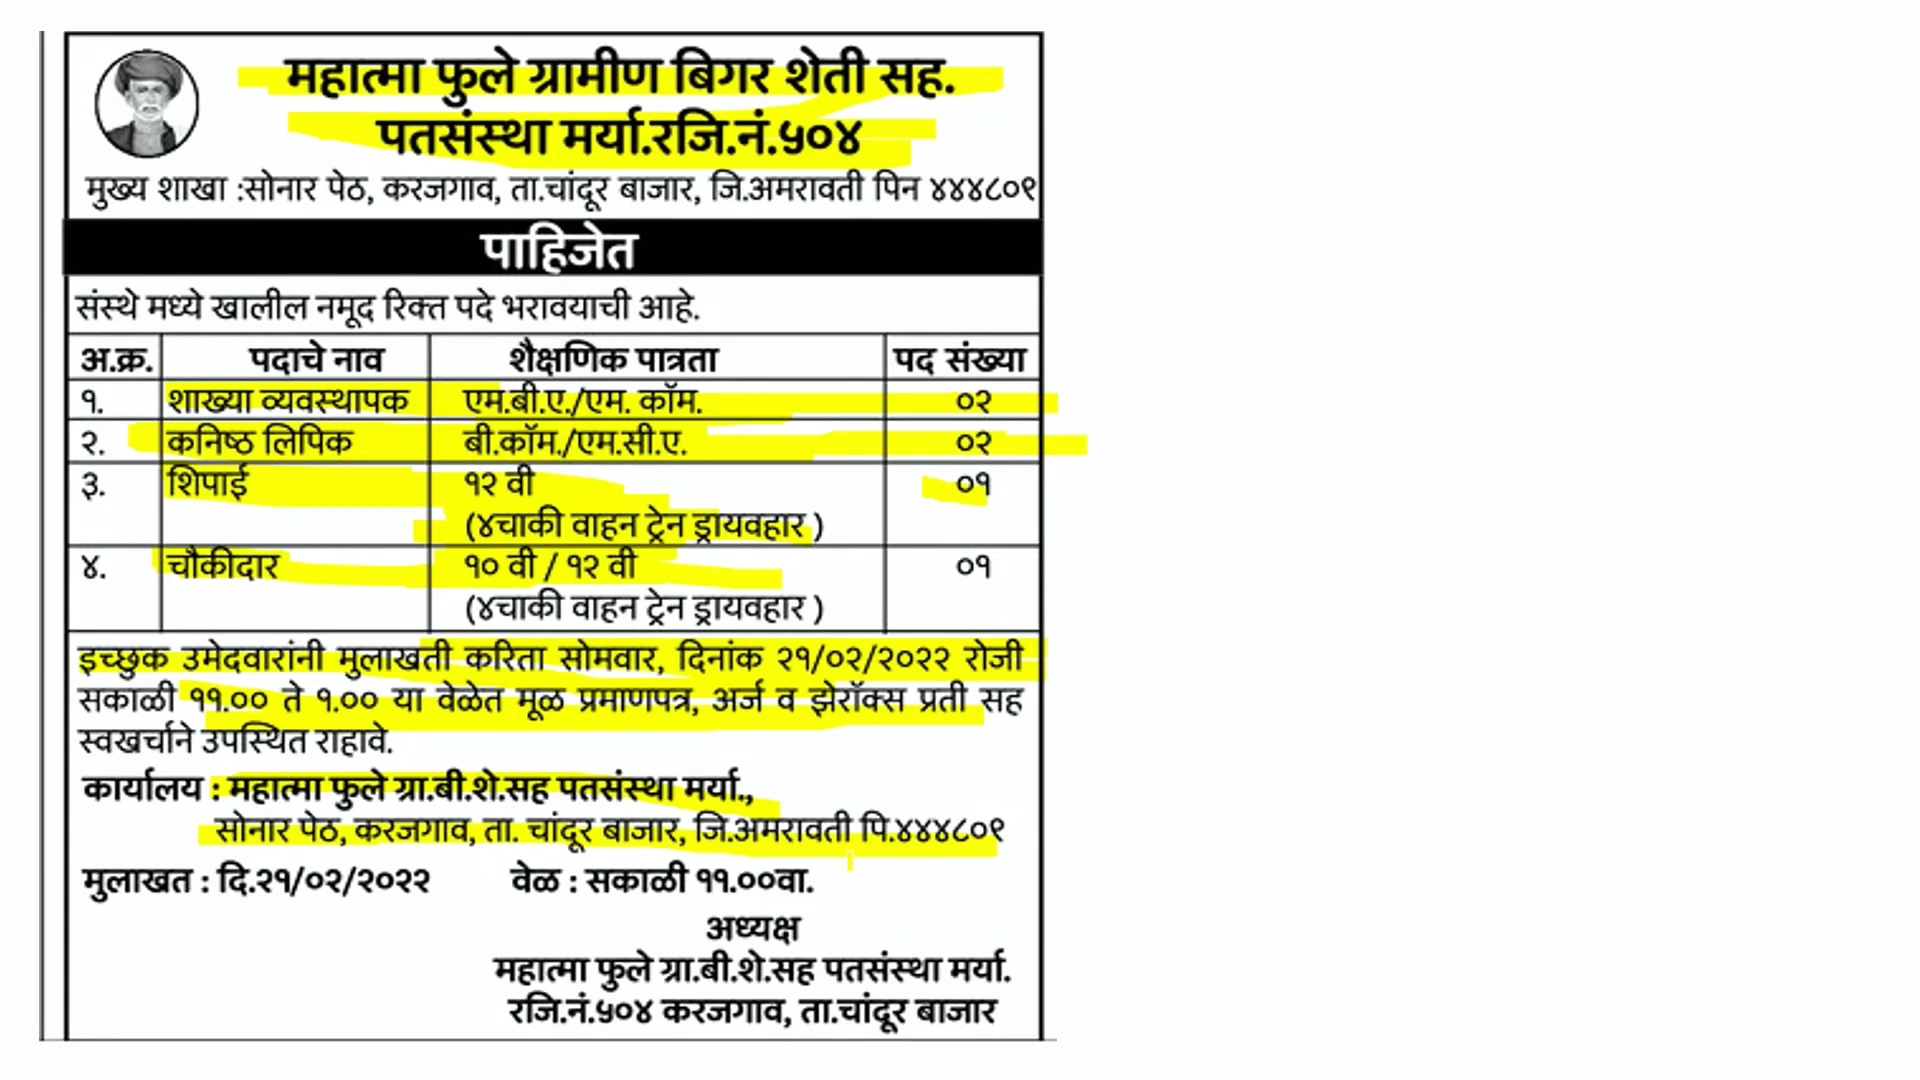 महात्मा फुले ग्रामीण बिगर शेती सह.
पतसंस्था मर्या.रजि.नं.५०४
मुख्य शाखा :सोनार पेठ, करजगाव, ता.चांदूर बाजार, जि.अमरावती पिन ४४४८०९
पाहिजेत
संस्थे मध्ये खालील नमूद रिक्त पदे भरावयाची आहे.
अ.क्र. पदाचे नाव शैक्षणिक पात्रता पद संख्या
१. शाख्या व्यवस्थापक एम.बी.ए./एम. कॉम. ०२
२. कनिष्ठ लिपिक बी.कॉम./एम.सी.ए. ०२
३. शिपाई १२ वी ०१
(४चाकी वाहन ट्रेन ड्रायवहार )
४. चौकीदार १० वी / १२ वी ०१
(४चाकी वाहन ट्रेन ड्रायवहार )
इच्छुक उमेदवारांनी मुलाखती करिता सोमवार, दिनांक २१/०२/२०२२ रोजी
सकाळी ११.०० ते १.०० या वेळेत मूळ प्रमाणपत्र, अर्ज व झेरॉक्स प्रती सह
स्वखर्चाने उपस्थित राहावे.
कार्यालय : महात्मा फुले ग्रा.बी.शे.सह पतसंस्था मर्या.,
सोनार पेठ, करजगाव, ता. चांदूर बाजार, जि.अमरावती पि.४४४८०९
मुलाखत : दि.२१/०२/२०२२ वेळ : सकाळी ११.००वा.
अध्यक्ष
महात्मा फुले ग्रा.बी.शे.सह पतसंस्था मर्या.
रजि.नं.५०४ करजगाव, ता.चांदूर बाजार